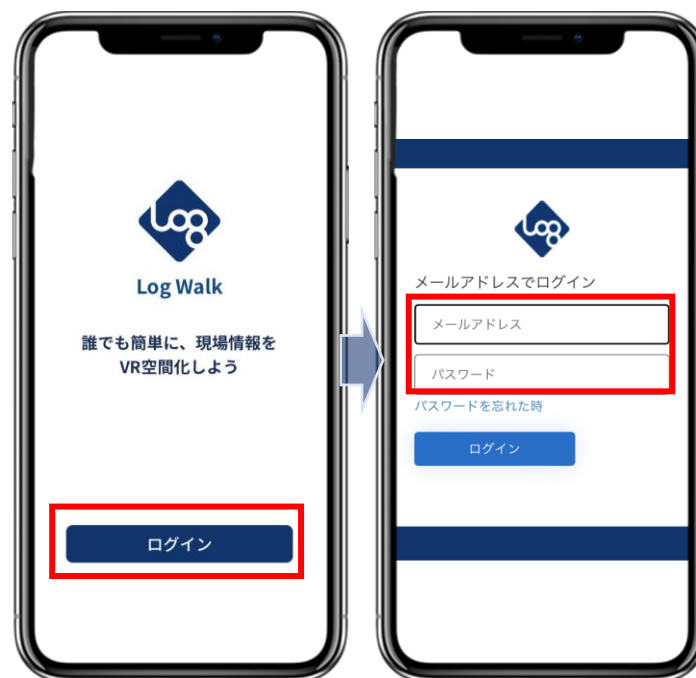 Log
Log Walk
誰でも簡単に、現場情報を
VR空間化しよう
ログイン
Log
メールアドレスでログイン
メールアドレス
パスワード
パスワードを忘れた時
ログイン